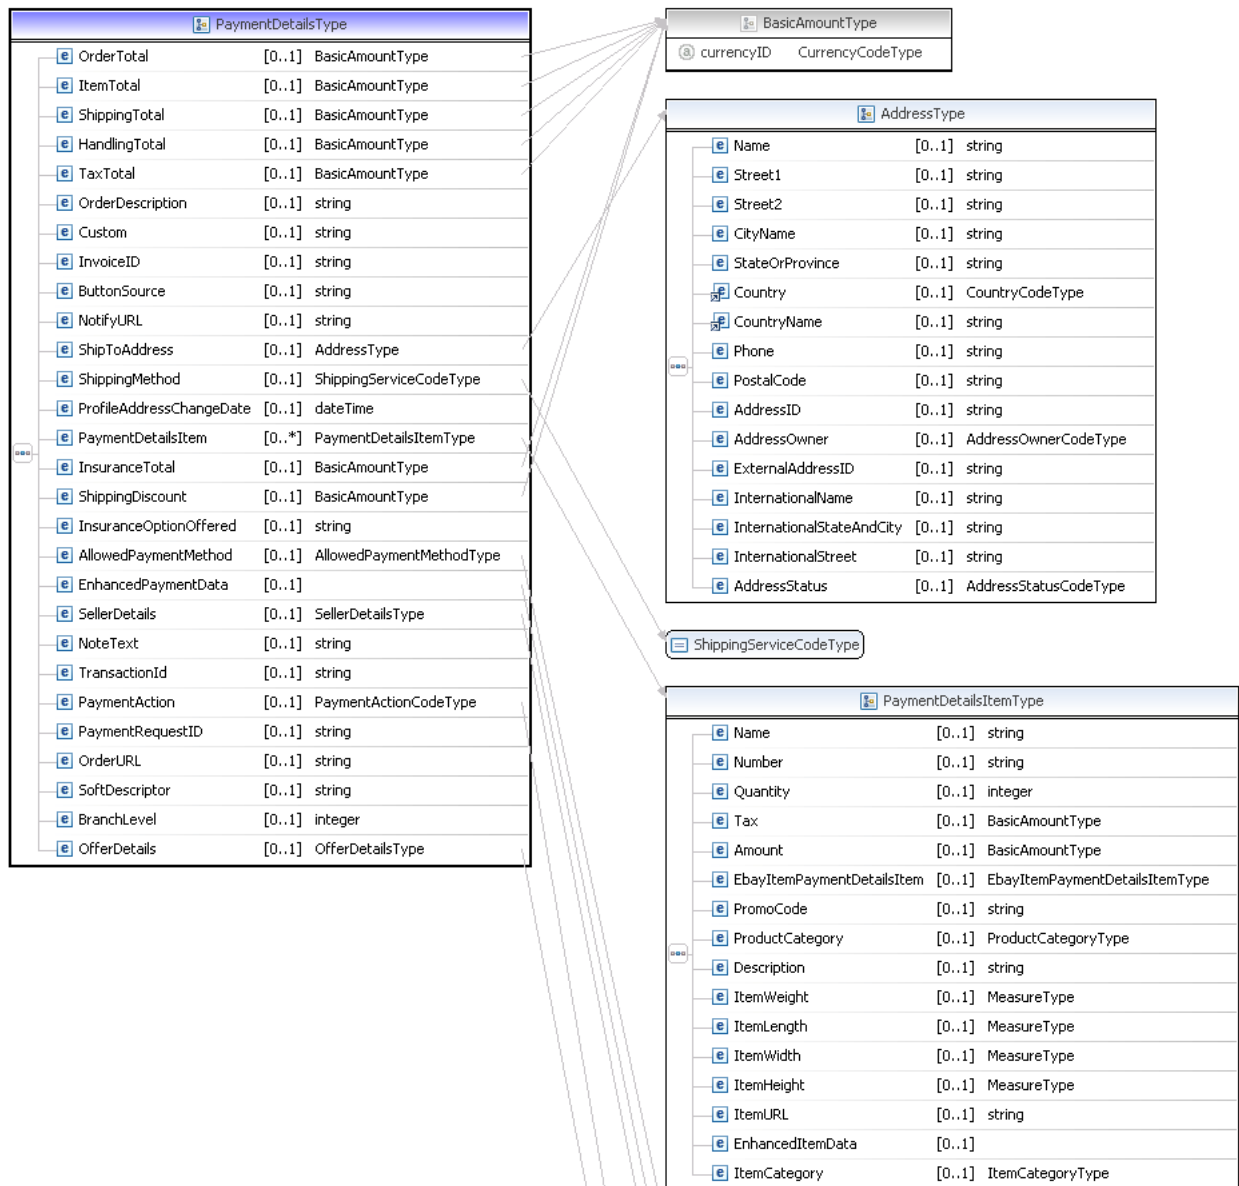 PaymentDetailsType
OrderTotal [0..1] BasicAmountType
ItemTotal [0..1] BasicAmountType
ShippingTotal [0..1] BasicAmountType
HandlingTotal [0..1] BasicAmountType
TaxTotal [0..1] BasicAmountType
OrderDescription [0..1] string
Custom [0..1] string
InvoiceID [0..1] string
ButtonSource [0..1] string
NotifyURL [0..1] string
ShipToAddress [0..1] AddressType
ShippingMethod [0..1] ShippingServiceCodeType
ProfileAddressChangeDate [0..1] dateTime
PaymentDetailsItem [0..*] PaymentDetailsItemType
InsuranceTotal [0..1] BasicAmountType
ShippingDiscount [0..1] BasicAmountType
InsuranceOptionOffered [0..1] string
AllowedPaymentMethod [0..1] AllowedPaymentMethodType
EnhancedPaymentData [0..1]
SellerDetails [0..1] SellerDetailsType
NoteText [0..1] string
TransactionId [0..1] string
PaymentAction [0..1] PaymentActionCodeType
PaymentRequestID [0..1] string
OrderURL [0..1] string
SoftDescriptor [0..1] string
BranchLevel [0..1] integer
OfferDetails [0..1] OfferDetailsType
BasicAmountType
currencyID CurrencyCodeType
AddressType
Name [0..1] string
Street1 [0..1] string
Street2 [0..1] string
CityName [0..1] string
StateOrProvince [0..1] string
Country [0..1] CountryCodeType
CountryName [0..1] string
Phone [0..1] string
PostalCode [0..1] string
AddressID [0..1] string
AddressOwner [0..1] AddressOwnerCodeType
ExternalAddressID [0..1] string
InternationalName [0..1] string
InternationalStateAndCity [0..1] string
InternationalStreet [0..1] string
AddressStatus [0..1] AddressStatusCodeType
ShippingServiceCodeType
PaymentDetailsItemType
Name [0..1] string
Number [0..1] string
Quantity [0..1] integer
Tax [0..1] BasicAmountType
Amount [0..1] BasicAmountType
EbayItemPaymentDetailsItem [0..1] EbayItemPaymentDetailsItemType
PromoCode [0..1] string
ProductCategory [0..1] ProductCategoryType
Description [0..1] string
ItemWeight [0..1] MeasureType
ItemLength [0..1] MeasureType
ItemWidth [0..1] MeasureType
ItemHeight [0..1] MeasureType
ItemURL [0..1] string
EnhancedItemData [0..1]
ItemCategory [0..1] ItemCategoryType